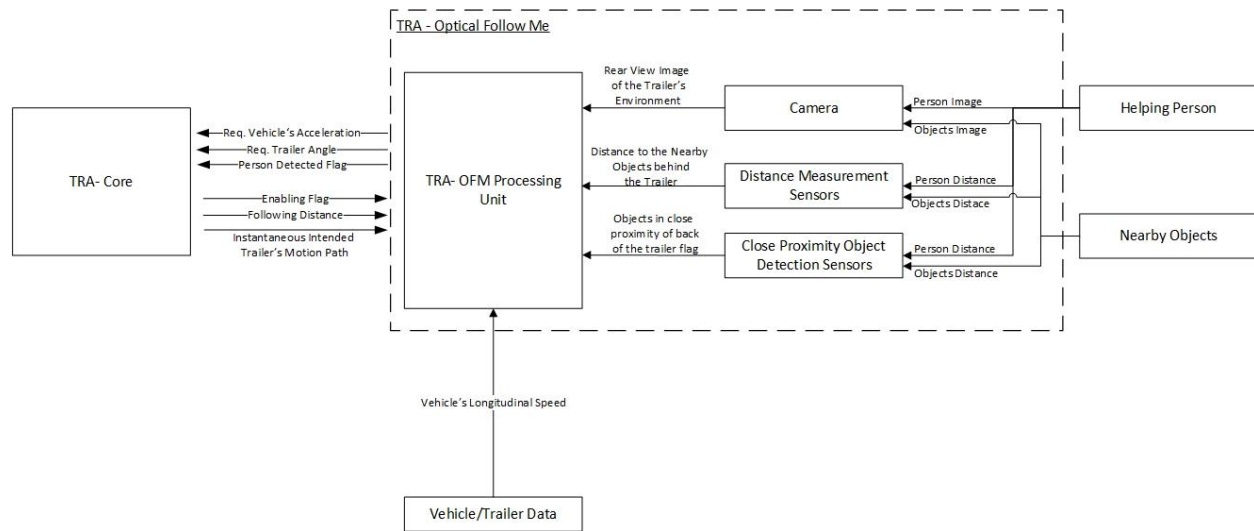 TRA - Optical Follow Me
Rear View Image
of the Trailer's
Environment
Camera
Person Image
Objects Image
Helping Person
TRA- Core
Req. Vehicle's Acceleration
Req. Trailer Angle
Person Detected Flag
Enabling Flag
Following Distance
Instantaneous Intended
Trailer's Motion Path
TRA- OFM Processing
Unit
Distance to the Nearby
Objects behind
the Trailer
Distance Measurement
Sensors
Person Distance
Objects Distace
Objects in close
proximity of back
of the trailer flag
Close Proximity Object
Detection Sensors
Person Distance
Objects Distance
Nearby Objects
Vehicle's Longitudinal Speed
Vehicle/Trailer Data